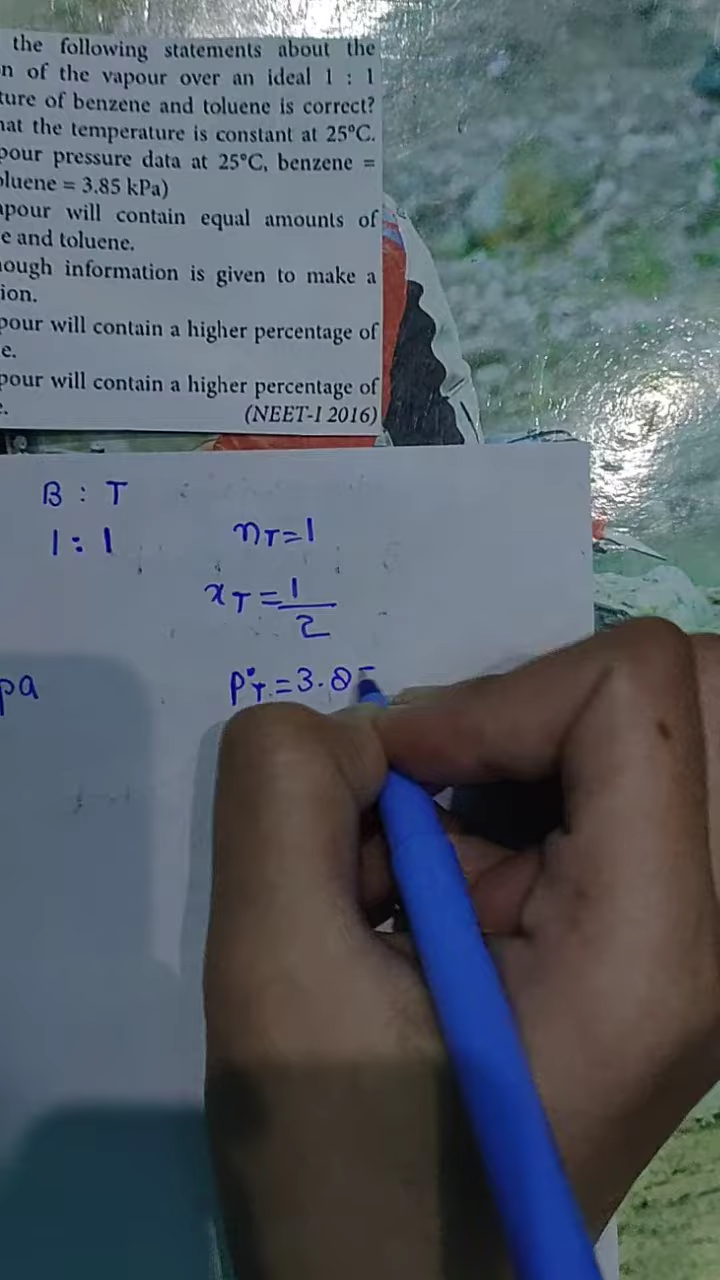 the following statements about the
n of the vapour over an ideal 1 : 1
ture of benzene and toluene is correct?
hat the temperature is constant at 25°C.
pour pressure data at 25°C, benzene =
oluene = 3.85 kPa)
apour will contain equal amounts of
e and toluene.
ough information is given to make a
ion.
pour will contain a higher percentage of
e.
pour will contain a higher percentage of
e.
(NEET-I 2016)
B : T
1 : 1
nT=1
xT=1/2
pa
P°T=3.85